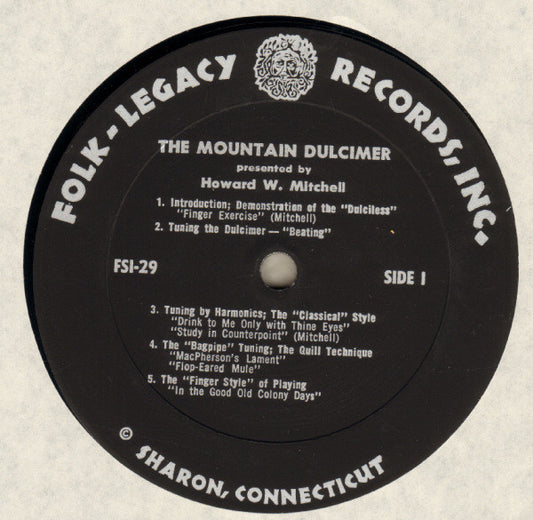 FOLK-LEGACY RECORDS, INC.
THE MOUNTAIN DULCIMER
presented by
Howard W. Mitchell
1. Introduction; Demonstration of the "Dulciless"
"Finger Exercise" (Mitchell)
2. Tuning the Dulcimer — "Beating"
FSI-29
SIDE I
3. Tuning by Harmonics; The "Classical" Style
"Drink to Me Only with Thine Eyes"
"Study in Counterpoint" (Mitchell)
4. The "Bagpipe" Tuning; The Quill Technique
"MacPherson's Lament"
"Flop-Eared Mule"
5. The "Finger Style" of Playing
"In the Good Old Colony Days"
© SHARON, CONNECTICUT